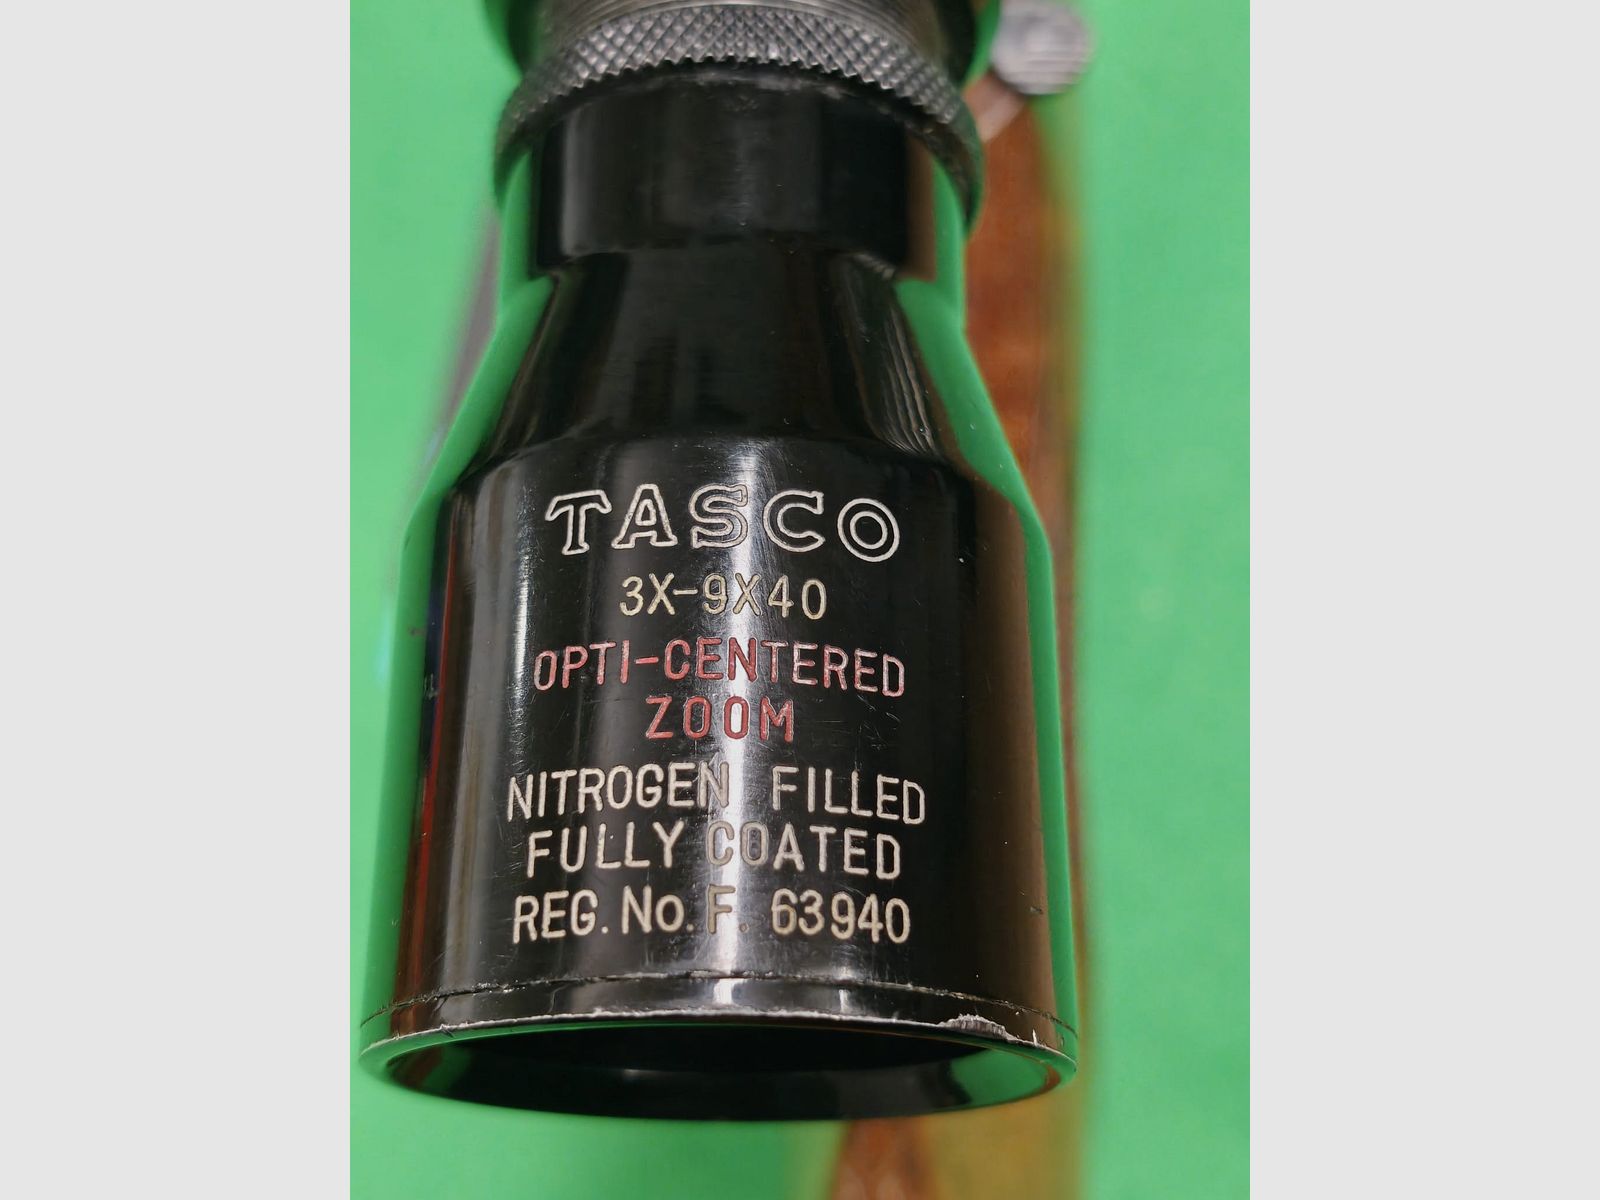 TASCO
3X-9X40
OPTI-CENTERED
ZOOM
NITROGEN FILLED
FULLY COATED
REG. No. F. 63940